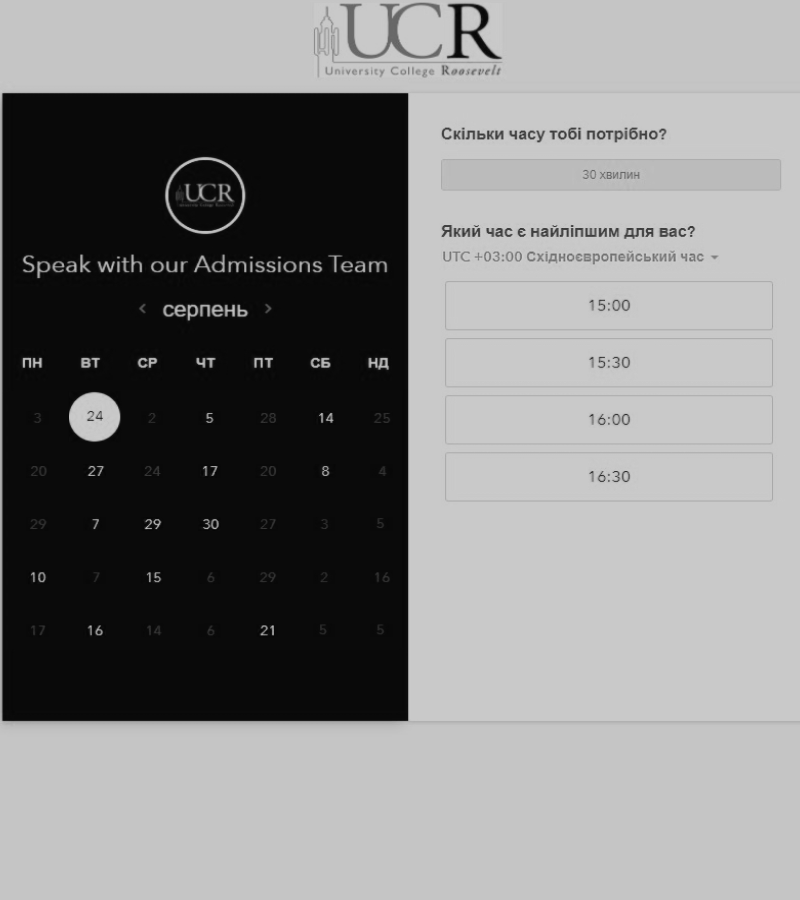 UCR
University College Roosevelt
UCR
Speak with our Admissions Team
серпень
ПН ВТ СР ЧТ ПТ СБ НД
3 24 2 5 28 14 25
20 27 24 17 20 8 4
29 7 29 30 27 3 5
10 7 15 6 29 2 16
17 16 14 6 21 5 5
Скільки часу тобі потрібно?
30 хвилин
Який час є найліпшим для вас?
UTC +03:00 Східноєвропейський час
15:00
15:30
16:00
16:30